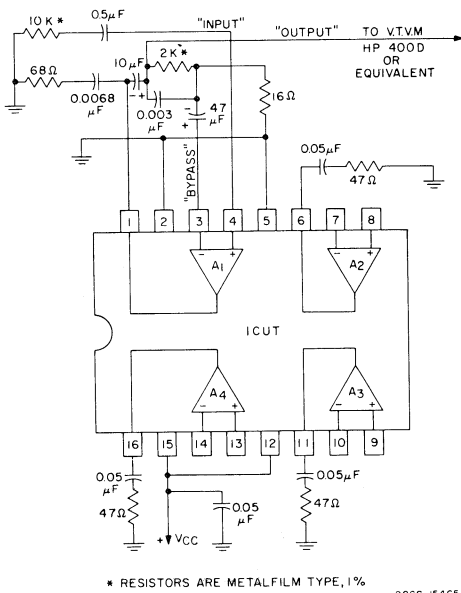 10 K *
0.5μF
"INPUT"
"OUTPUT"
TO V.T.V.M
HP 400D
OR
EQUIVALENT
68Ω
0.0068
μF
10μF
- +
2 K *
0.003
μF
-
+
47
μF
16Ω
"BYPASS"
0.05μF
47Ω
1 2 3 4 5 6 7 8
- +
A1
- +
A2
ICUT
A4
- +
A3
- +
16 15 14 13 12 11 10 9
0.05
μF
47Ω
0.05
μF
+ VCC
0.05μF
47Ω
* RESISTORS ARE METALFILM TYPE, 1%